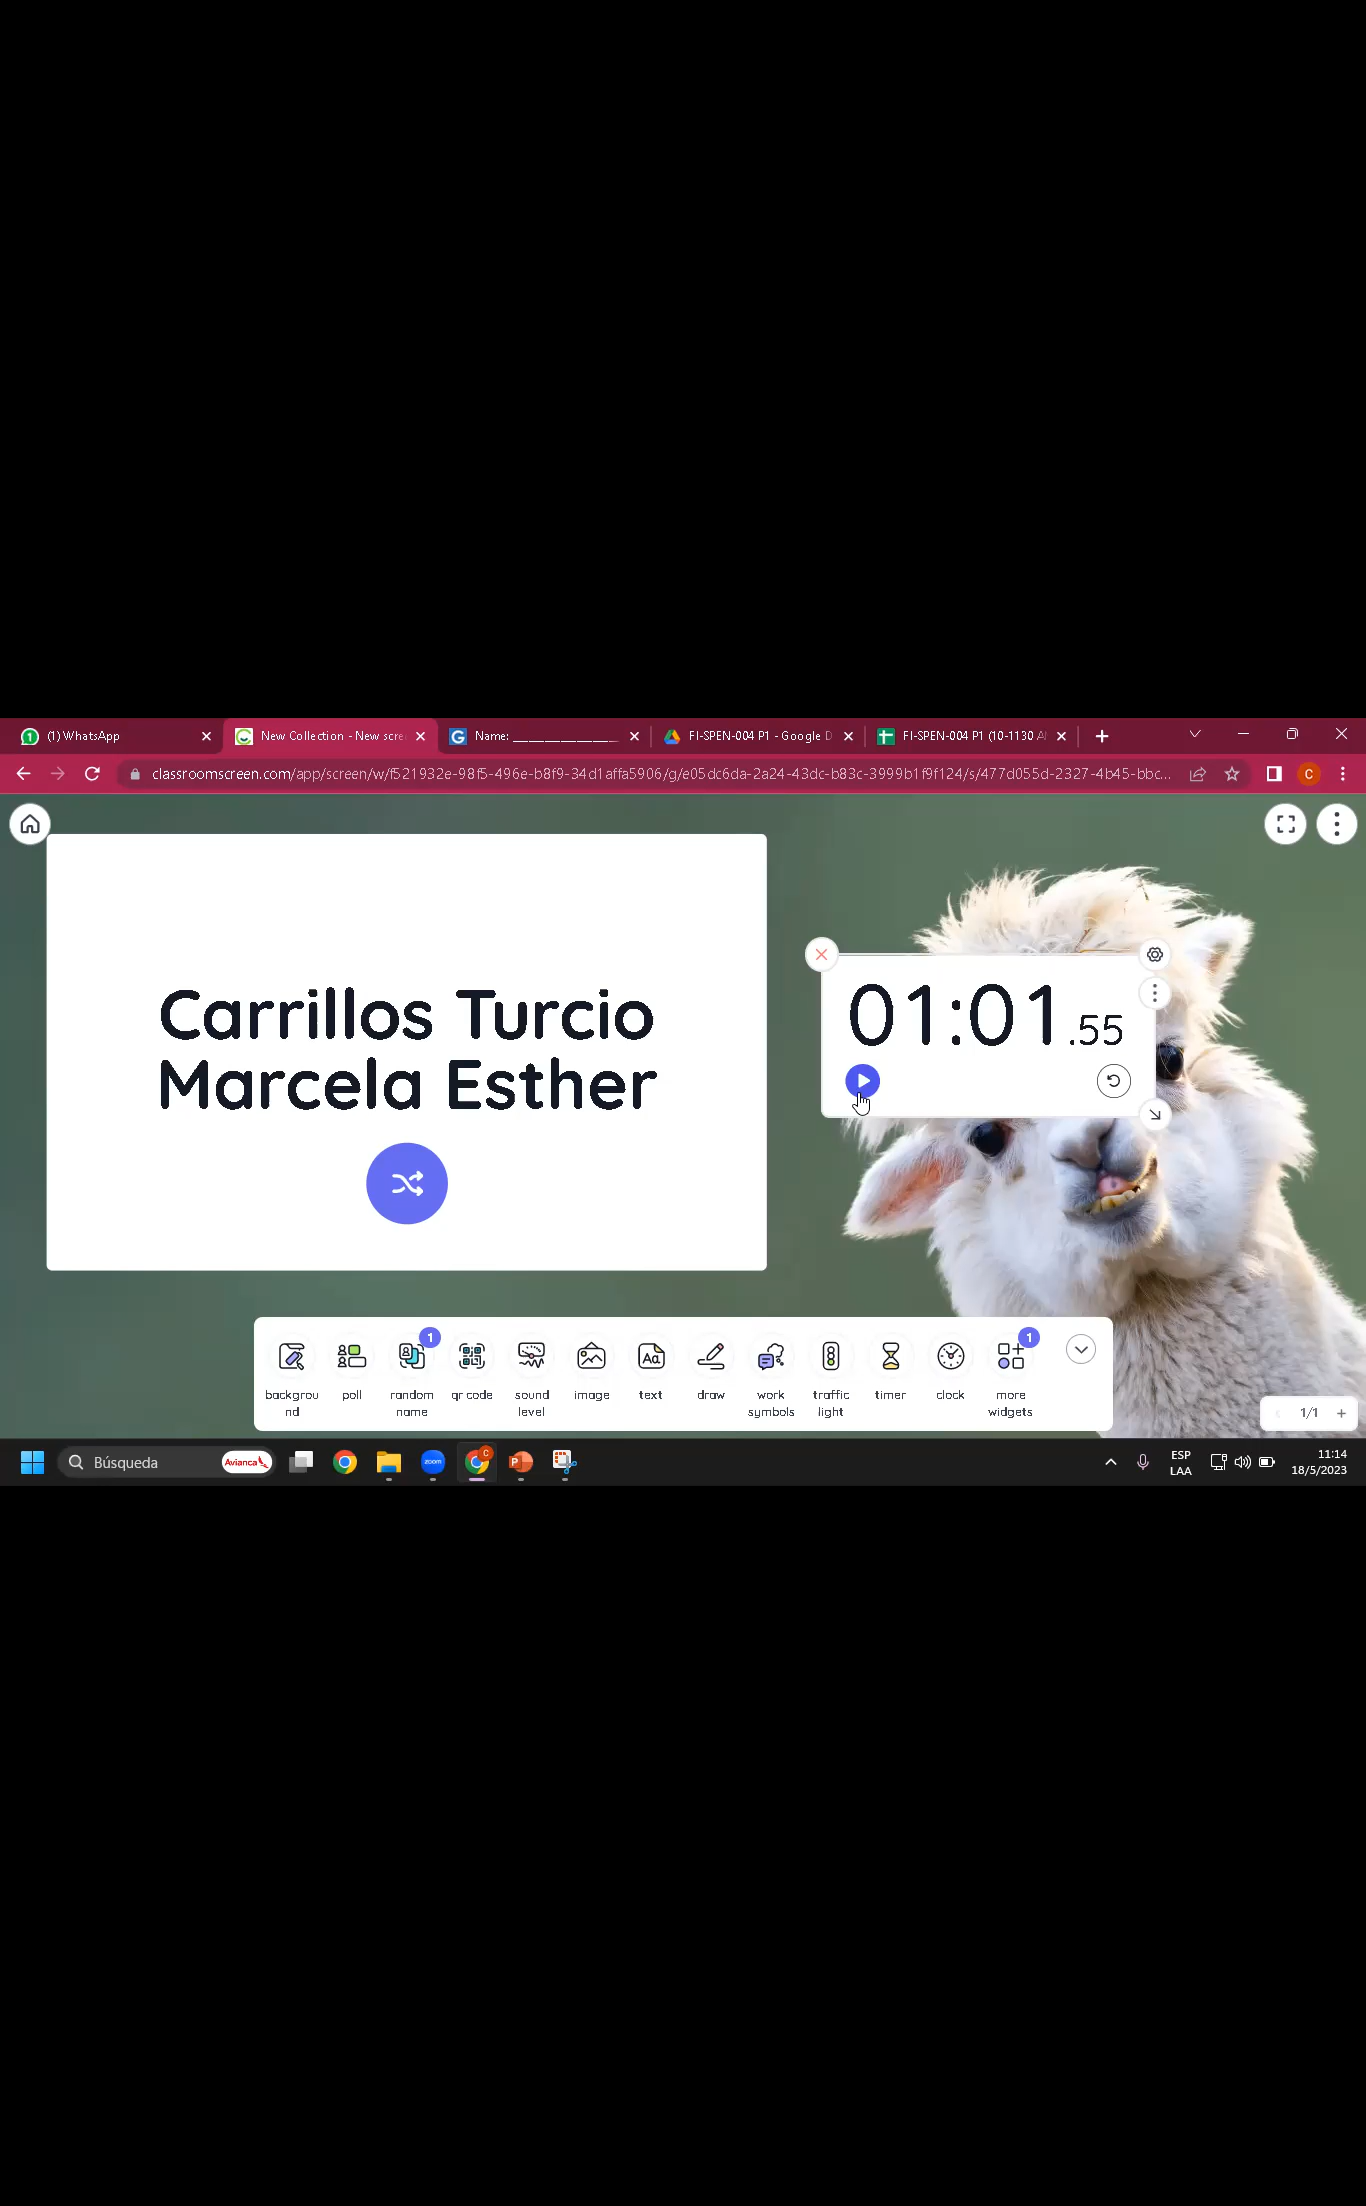 (1) WhatsApp
New Collection - New scre
Name: ____________________
FI-SPEN-004 P1 - Google D
FI-SPEN-004 P1 (10-1130 A
classroomscreen.com/app/screen/w/f521932e-98f5-496e-b8f9-34d1affa5906/g/e05dc6da-2a24-43dc-b83c-3999b1f9f124/s/477d055d-2327-4b45-bbc...
C
Carrillos Turcio
Marcela Esther
01:01.55
1
1
backgrou
nd
poll
random
name
qr code
sound
level
image
text
draw
work
symbols
traffic
light
timer
clock
more
widgets
1/1
Búsqueda
Avianca
zoom
C
ESP
LAA
11:14
18/5/2023